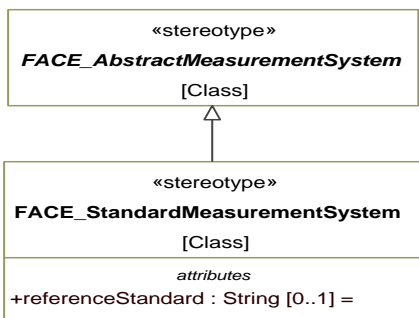 «stereotype»
FACE_AbstractMeasurementSystem
[Class]
«stereotype»
FACE_StandardMeasurementSystem
[Class]
attributes
+referenceStandard : String [0..1] =